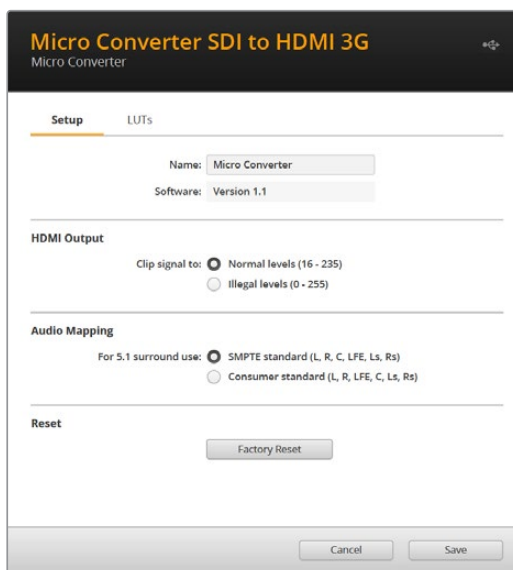 Micro Converter SDI to HDMI 3G
Micro Converter
Setup LUTs
Name: Micro Converter
Software: Version 1.1
HDMI Output
Clip signal to: Normal levels (16 - 235)
Illegal levels (0 - 255)
Audio Mapping
For 5.1 surround use: SMPTE standard (L, R, C, LFE, Ls, Rs)
Consumer standard (L, R, LFE, C, Ls, Rs)
Reset
Factory Reset
Cancel Save